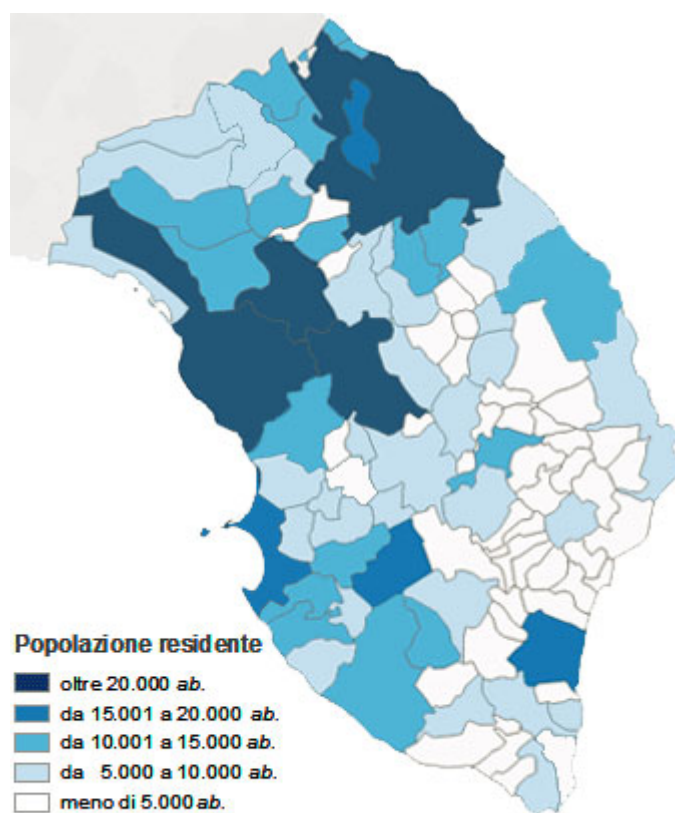 Popolazione residente
oltre 20.000 ab.
da 15.001 a 20.000 ab.
da 10.001 a 15.000 ab.
da 5.000 a 10.000 ab.
meno di 5.000 ab.